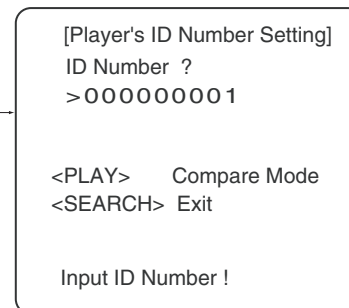 [Player's ID Number Setting]
ID Number ?
>000000001
<PLAY> Compare Mode
<SEARCH> Exit
Input ID Number !